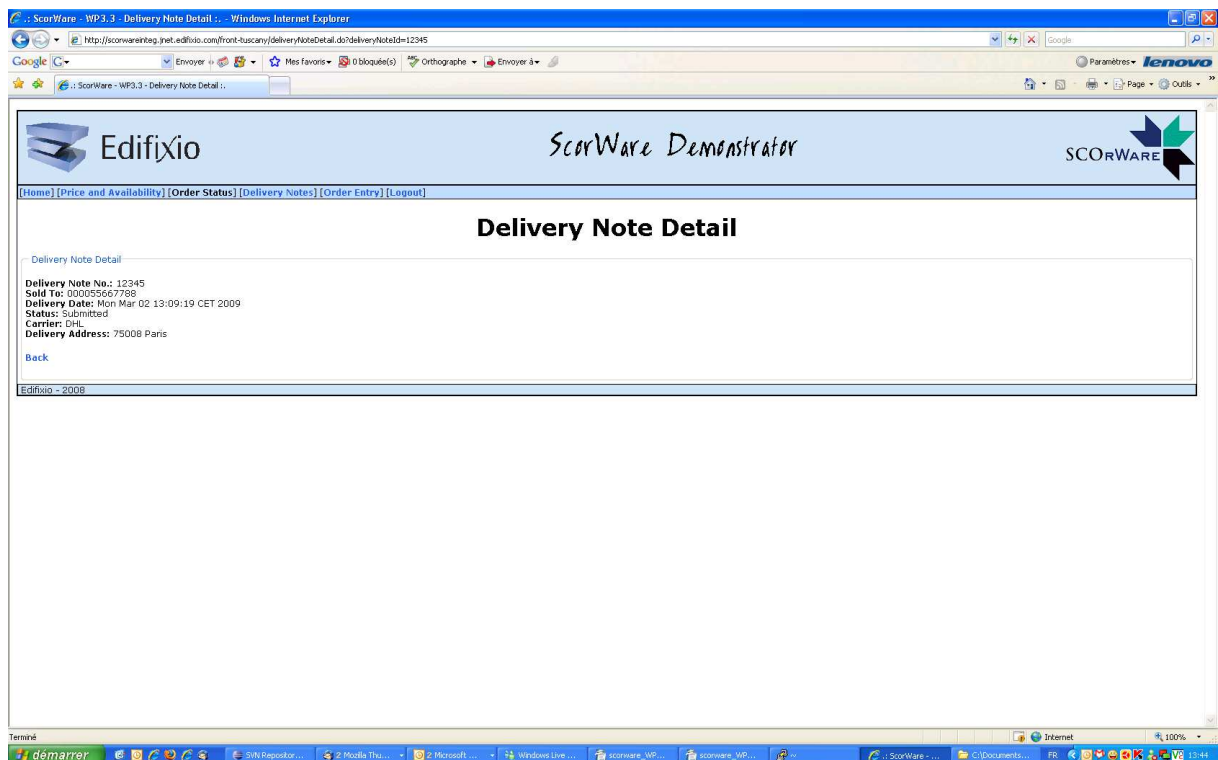 .: ScorWare - WP3.3 - Delivery Note Detail :. - Windows Internet Explorer
http://scorwareinteg.jnet.edifixio.com/front-tuscany/deliveryNoteDetail.do?deliveryNoteId=12345
Google
Google G Envoyer Mes favoris 0 bloquée(s) Orthographe Envoyer à Paramètres lenovo
.: ScorWare - WP3.3 - Delivery Note Detail :. Page Outils »
Edifixio ScorWare Demonstrator SCORWARE
[Home] [Price and Availability] [Order Status] [Delivery Notes] [Order Entry] [Logout]
Delivery Note Detail
Delivery Note Detail
Delivery Note No.: 12345
Sold To: 000055667788
Delivery Date: Mon Mar 02 13:09:19 CET 2009
Status: Submitted
Carrier: DHL
Delivery Address: 75008 Paris
Back
Edifixio - 2008
Terminé Internet 100%
démarrer SVN Repositor... 2 Mozilla Thu... 2 Microsoft ... Windows Live ... scorware_WP... scorware_WP... ~ .: ScorWare - ... C:\Documents... FR 13:44